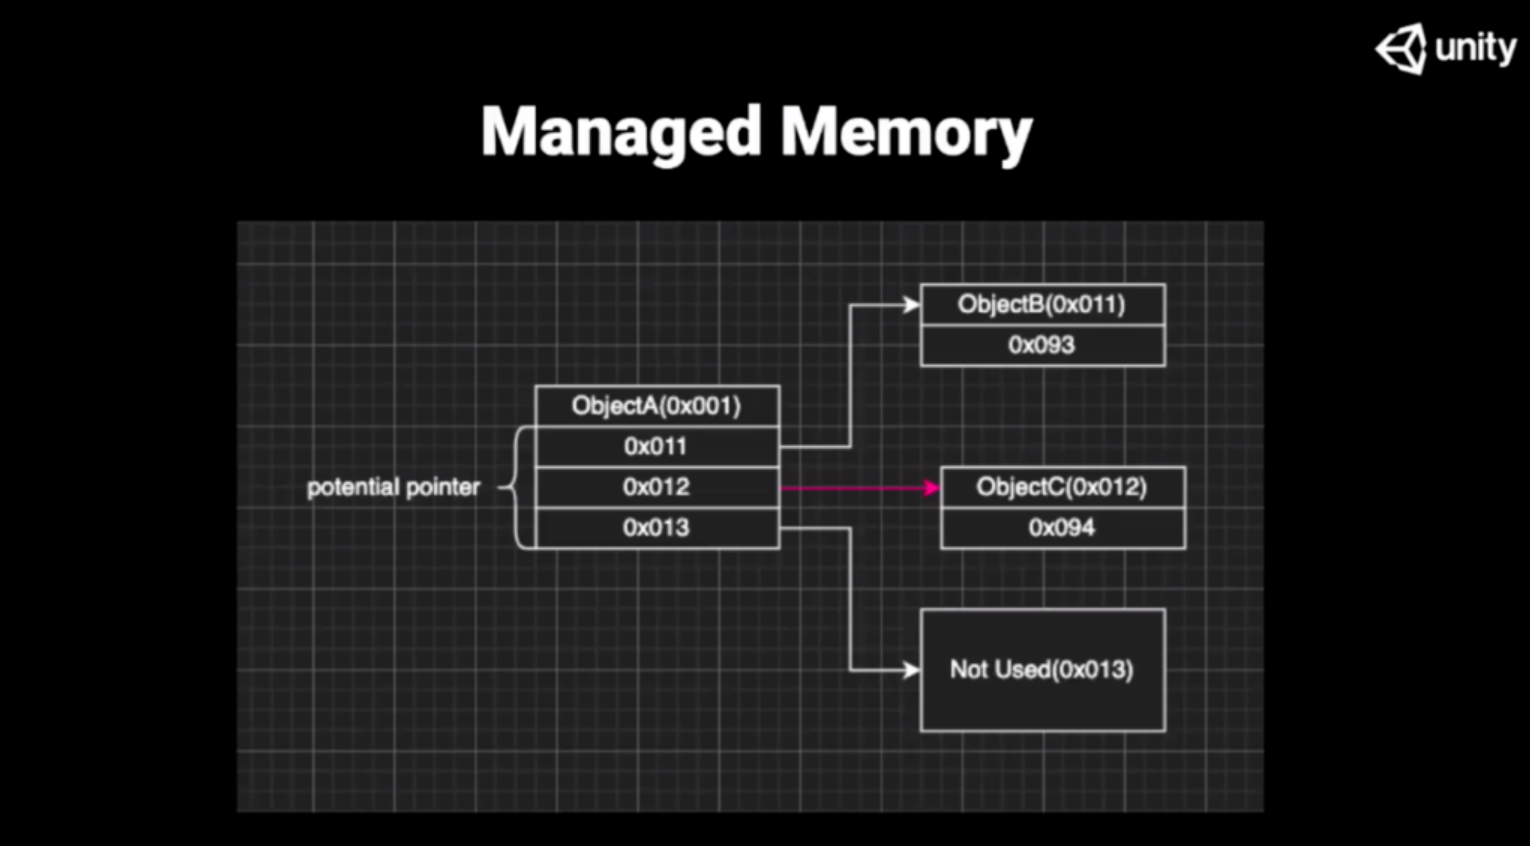 unity
Managed Memory
ObjectB(0x011)
0x093
ObjectA(0x001)
0x011
potential pointer
0x012
0x013
ObjectC(0x012)
0x094
Not Used(0x013)